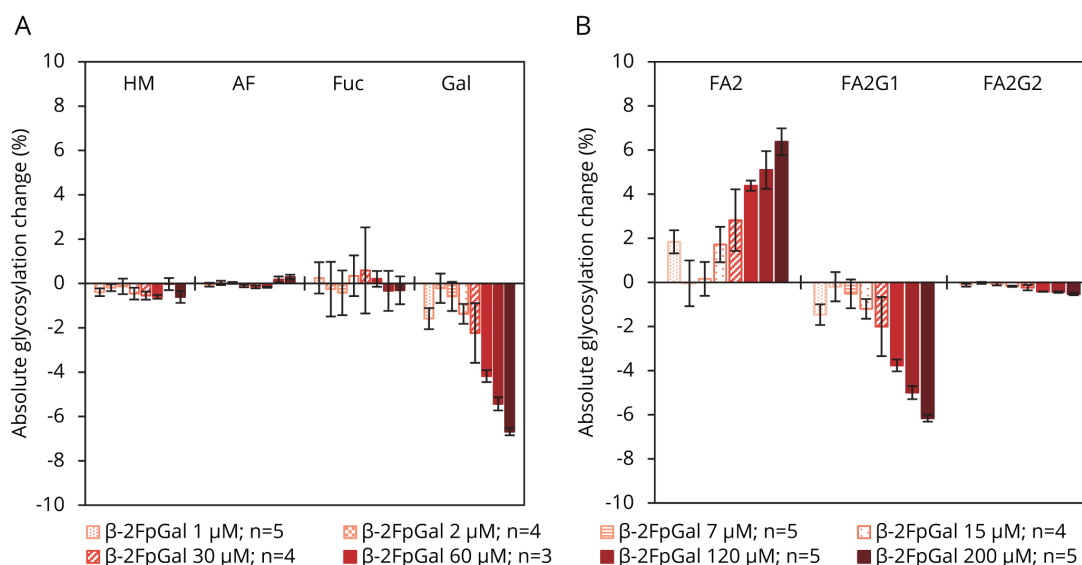 A
Absolute glycosylation change (%)
10
8
6
4
2
0
-2
-4
-6
-8
-10
HM AF Fuc Gal
B
Absolute glycosylation change (%)
10
8
6
4
2
0
-2
-4
-6
-8
-10
FA2 FA2G1 FA2G2
β-2FpGal 1 μM; n=5 β-2FpGal 2 μM; n=4 β-2FpGal 7 μM; n=5 β-2FpGal 15 μM; n=4
β-2FpGal 30 μM; n=4 β-2FpGal 60 μM; n=3 β-2FpGal 120 μM; n=5 β-2FpGal 200 μM; n=5